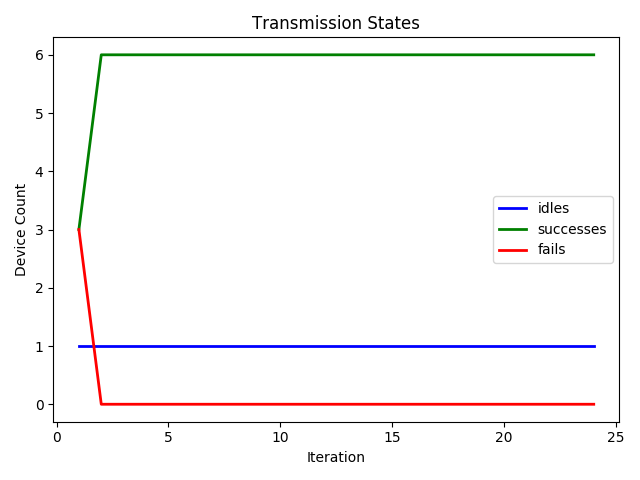 Transmission States
Device Count
6
5
4
3
2
1
0
idles
successes
fails
0 5 10 15 20 25
Iteration